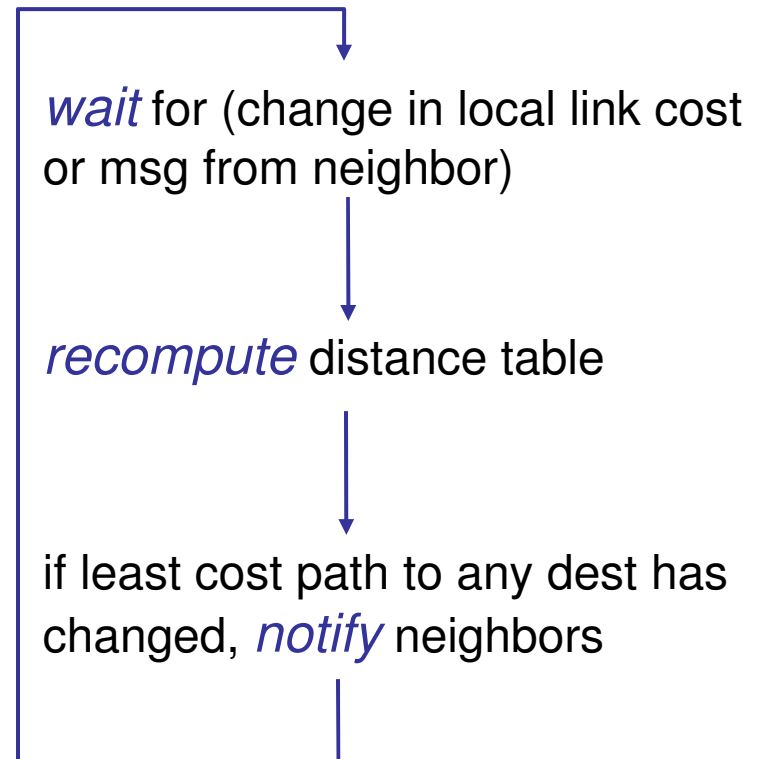 wait for (change in local link cost
or msg from neighbor)
recompute distance table
if least cost path to any dest has
changed, notify neighbors